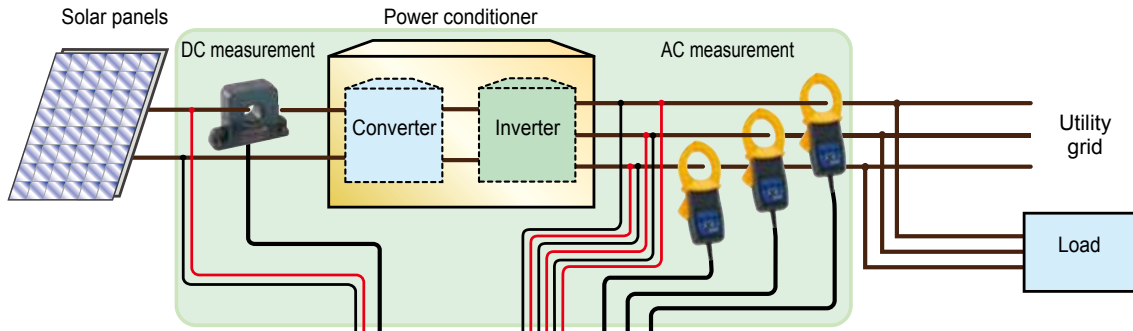 Solar panels
Power conditioner
DC measurement
AC measurement
Converter
Inverter
Utility
grid
Load